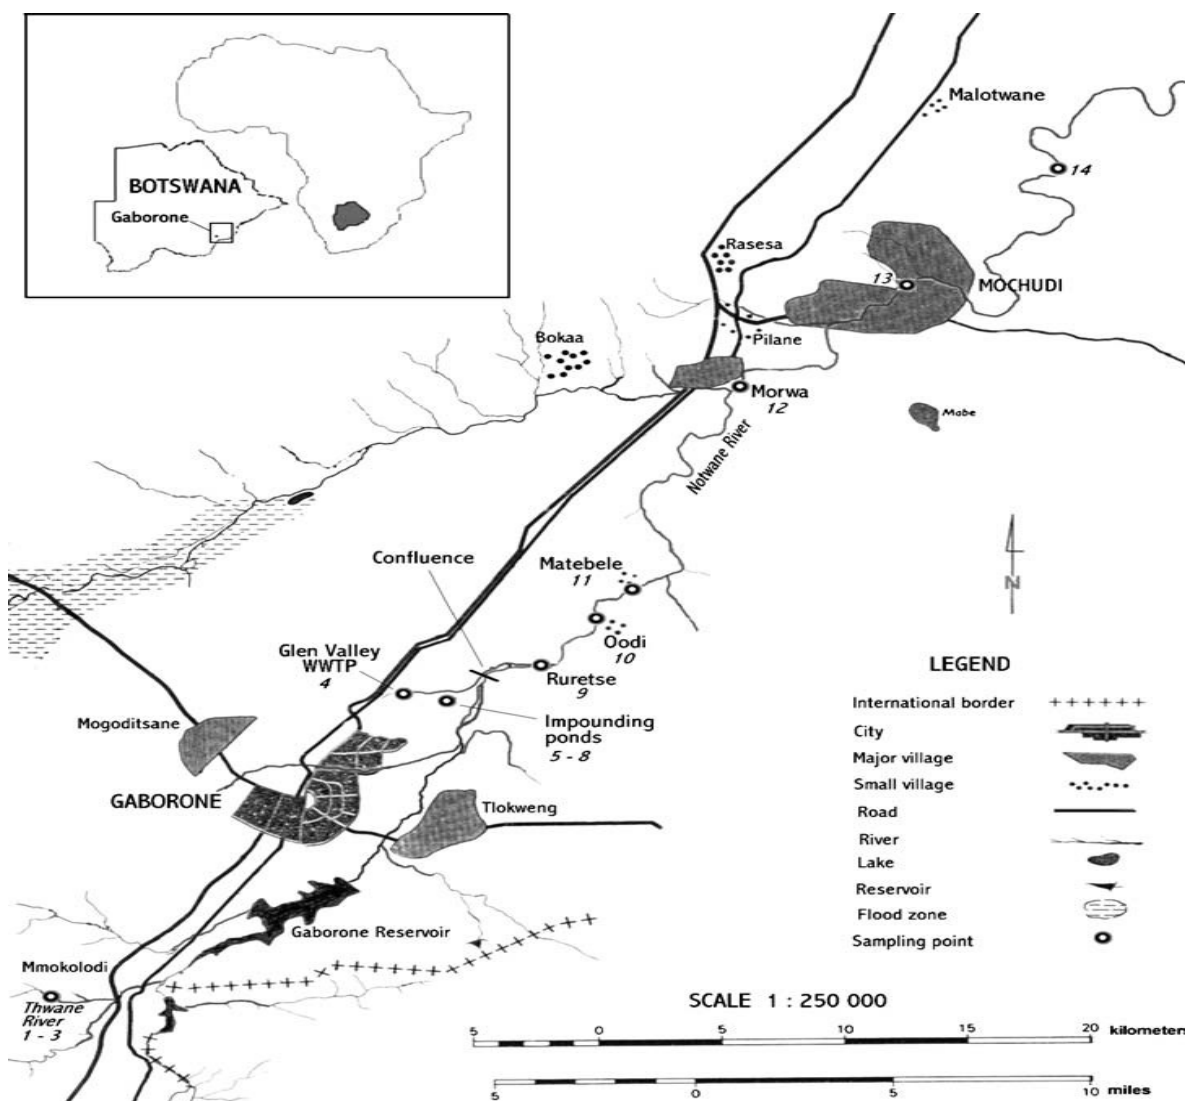 BOTSWANA
Gaborone
Malotwane
14
Rasesa
13
MOCHUDI
Pilane
Bokaa
Morwa
12
Mabe
Notwane River
Confluence
Matebele
11
N
Oodi
10
Glen Valley
WWTP
4
Ruretse
9
Mogoditsane
Impounding
ponds
5 - 8
GABORONE
Tlokweng
Gaborone Reservoir
Mmokolodi
Thwane
River
1 - 3
LEGEND
International border
City
Major village
Small village
Road
River
Lake
Reservoir
Flood zone
Sampling point
SCALE 1 : 250 000
5 0 5 10 15 20 kilometers
5 0 5 10 miles